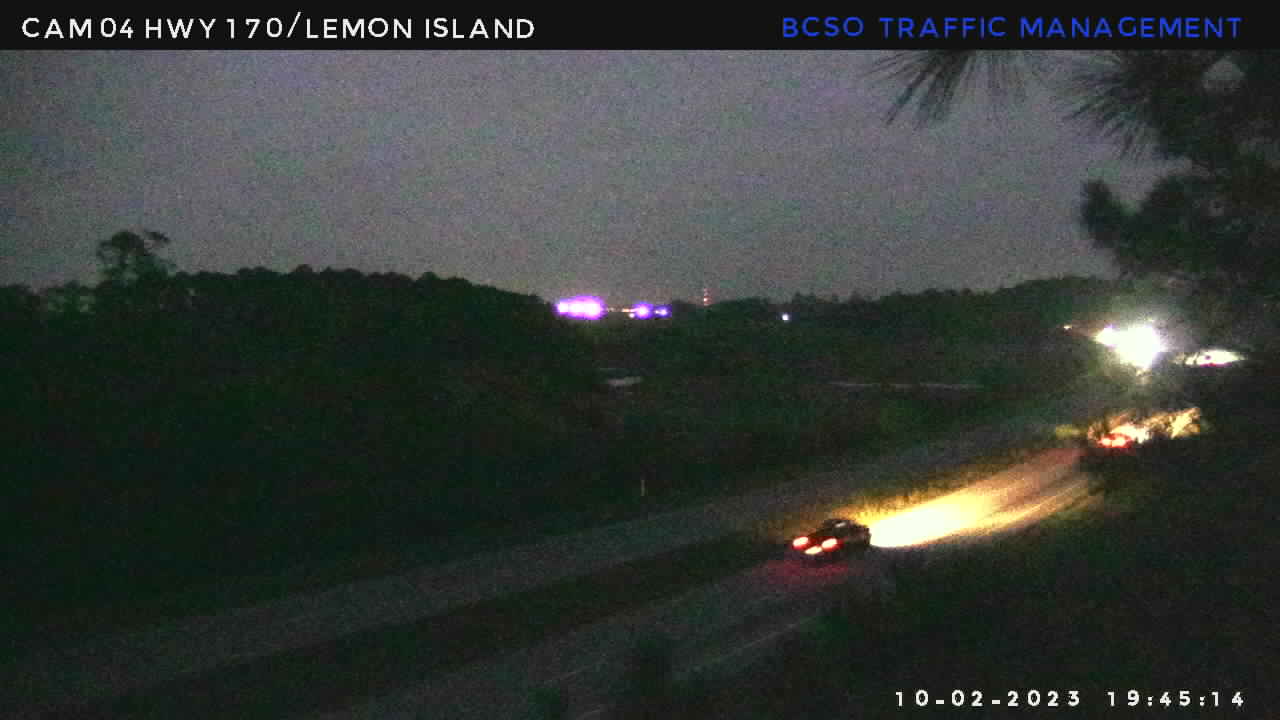 CAM04 HWY 170/LEMON ISLAND
BCSO TRAFFIC MANAGEMENT
10-02-2023 19:45:14